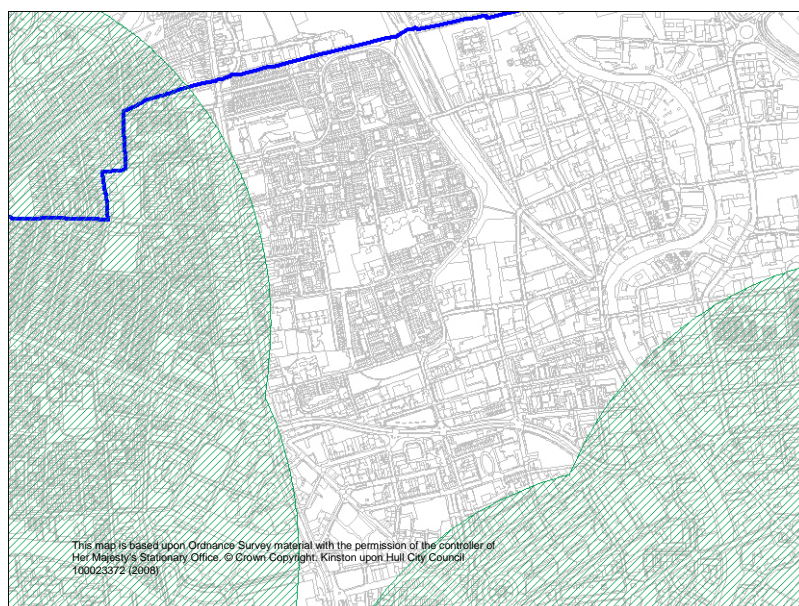 This map is based upon Ordnance Survey material with the permission of the controller of
Her Majesty's Stationary Office. © Crown Copyright. Kinston upon Hull City Council
100023372 (2008)